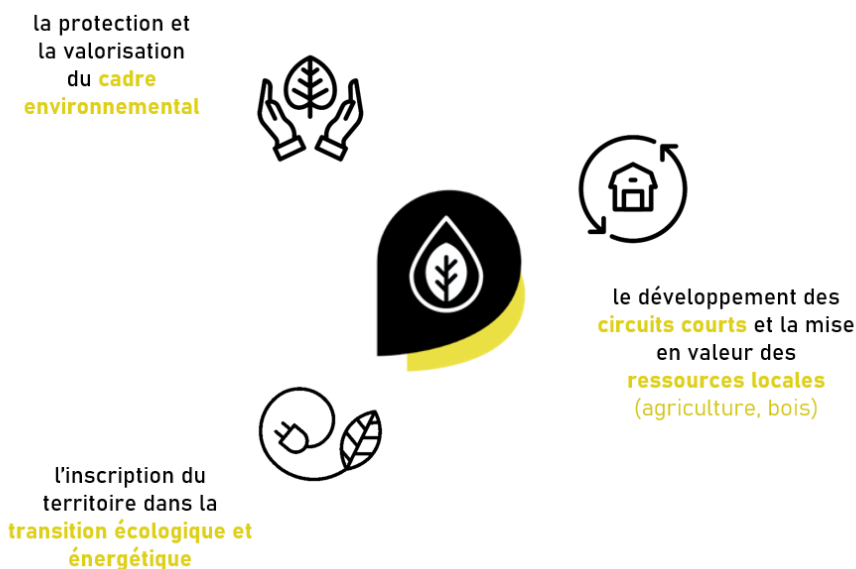 la protection et
la valorisation
du cadre
environnemental
le développement des
circuits courts et la mise
en valeur des
ressources locales
(agriculture, bois)
l'inscription du
territoire dans la
transition écologique et
énergétique